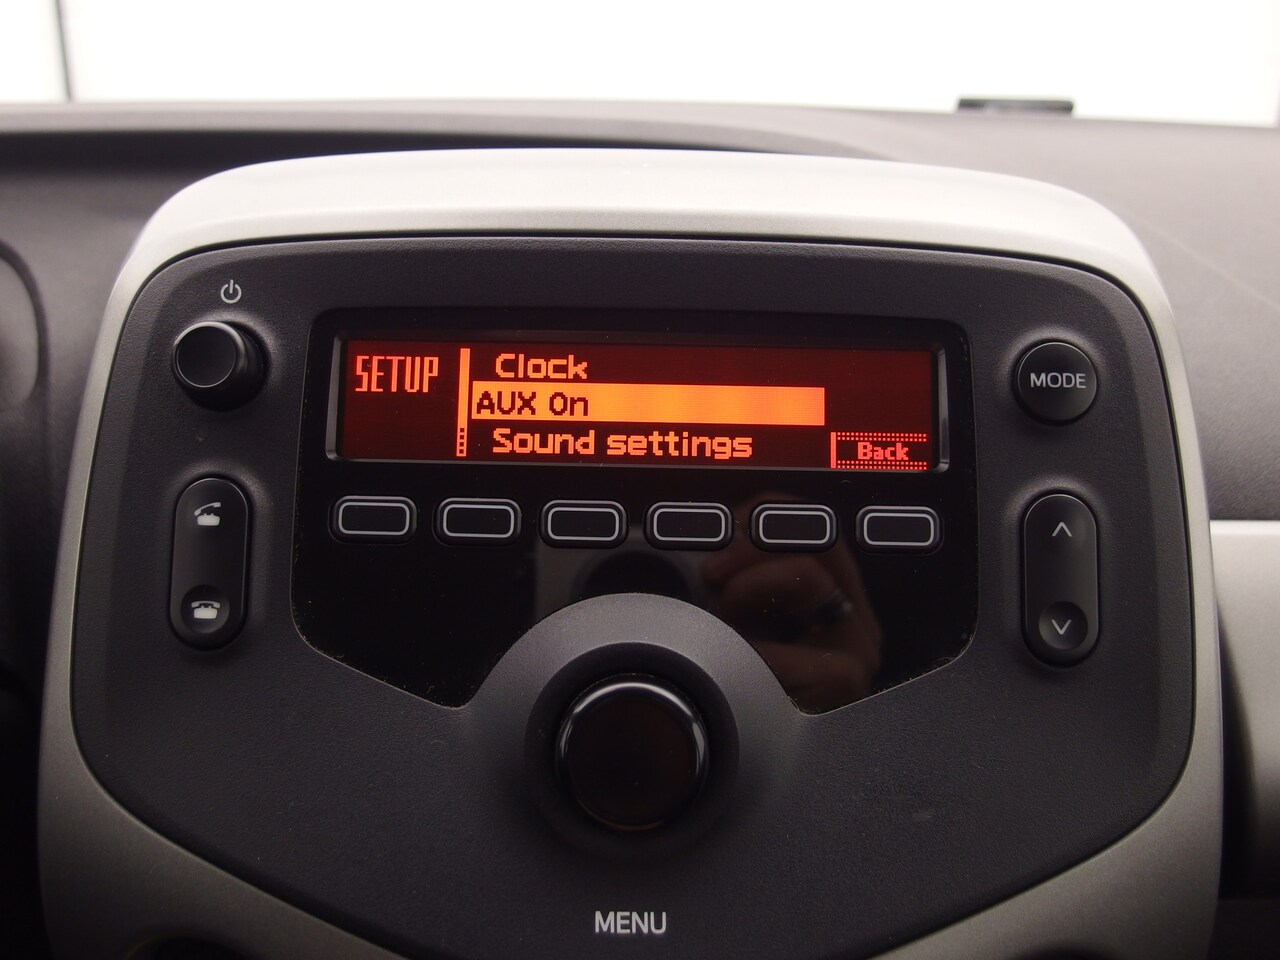 SETUP
Clock
AUX On
Sound settings
Back
MODE
MENU